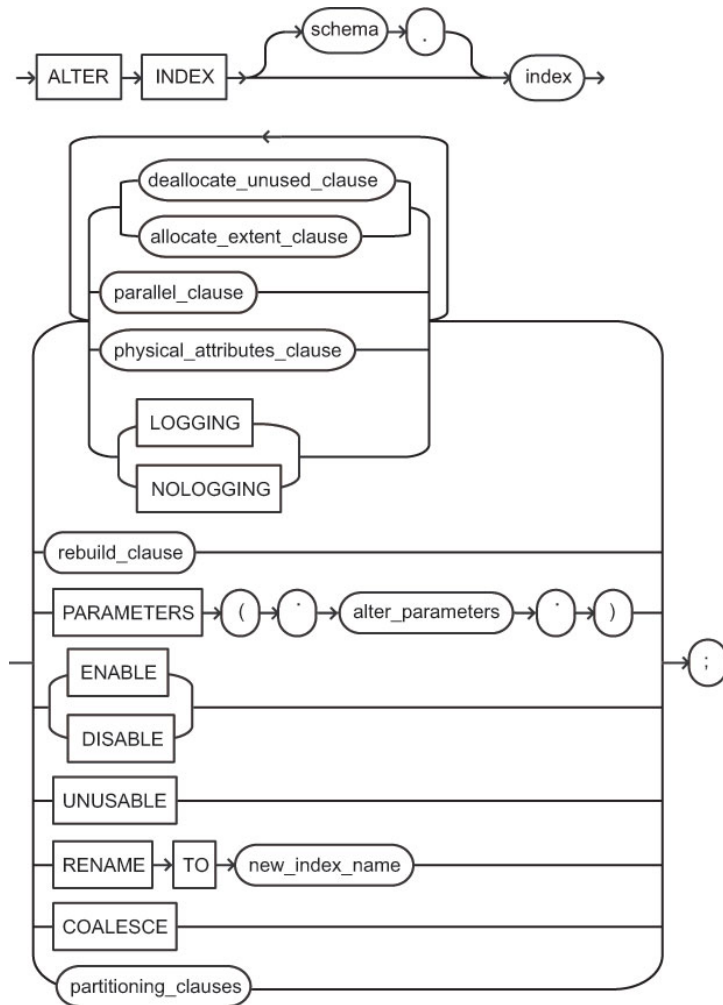 schema .
ALTER INDEX index
deallocate_unused_clause
allocate_extent_clause
parallel_clause
physical_attributes_clause
LOGGING
NOLOGGING
rebuild_clause
PARAMETERS ( ' alter_parameters ' )
ENABLE
;
DISABLE
UNUSABLE
RENAME TO new_index_name
COALESCE
partitioning_clauses